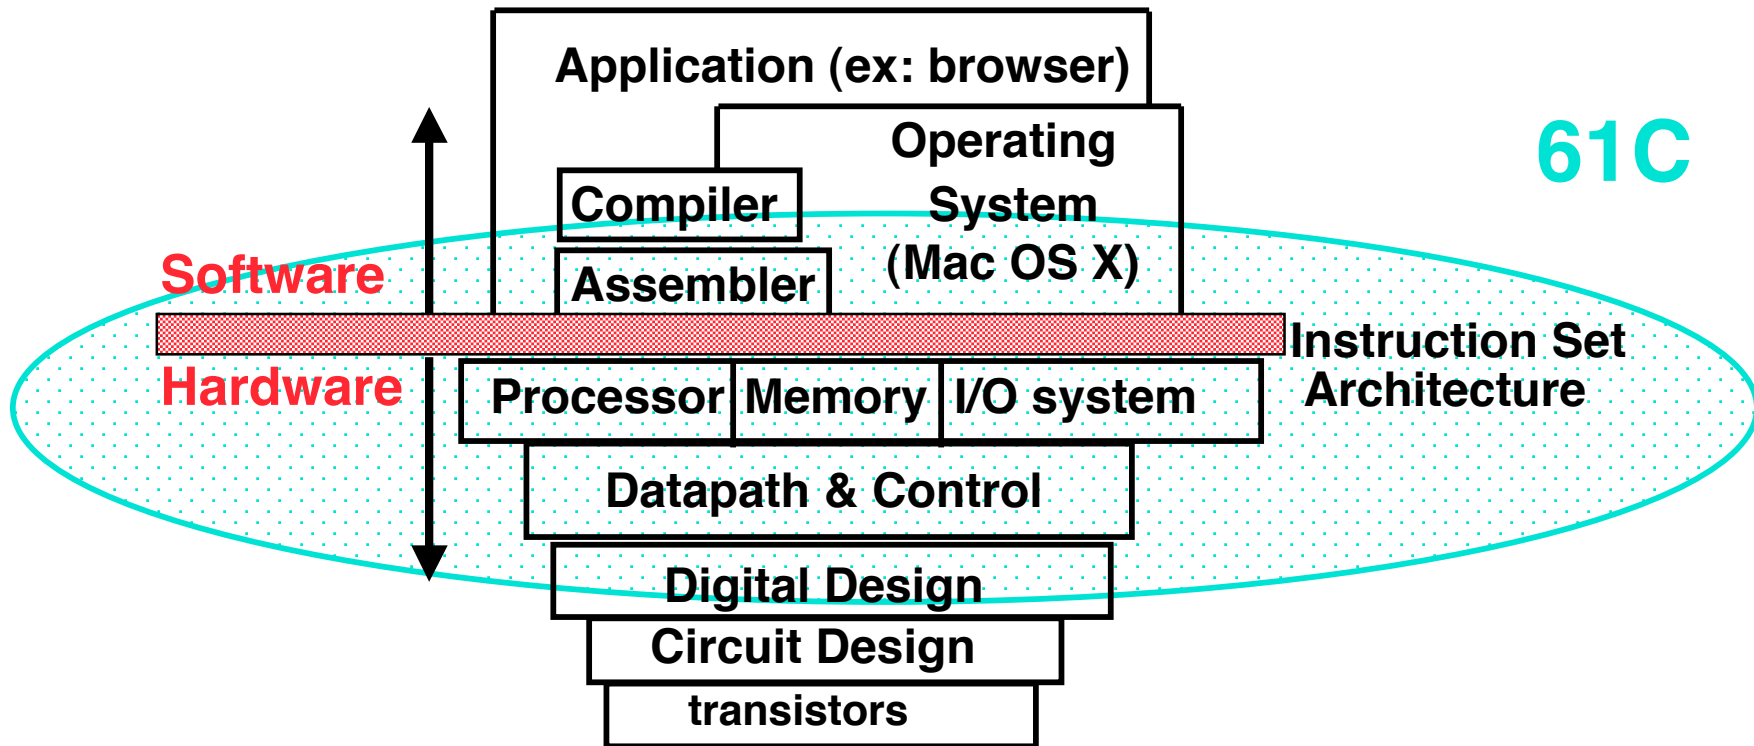 Application (ex: browser)
61C
Operating
System
(Mac OS X)
Compiler
Assembler
Software
Hardware
Instruction Set
Architecture
Processor
Memory
I/O system
Datapath & Control
Digital Design
Circuit Design
transistors